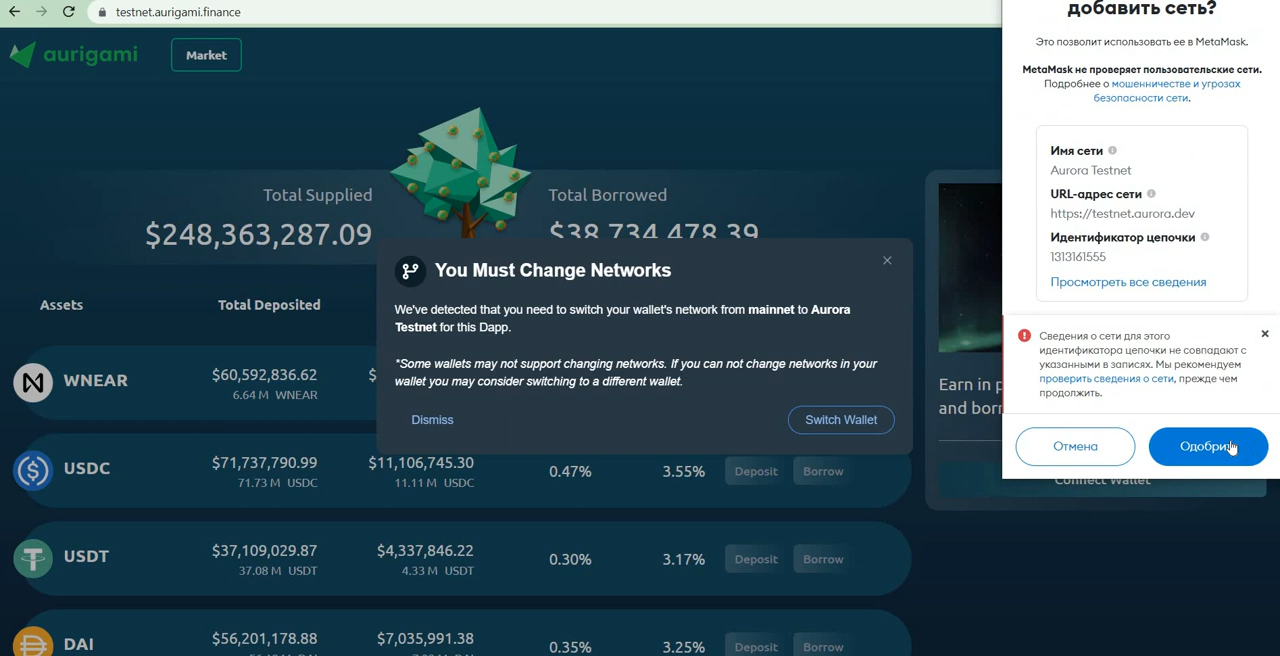 testnet.aurigami.finance
aurigami
Market
Total Supplied
Total Borrowed
$248,363,287.09
$38,734,478.39
Assets
Total Deposited
WNEAR
$60,592,836.62
$
6.64 M WNEAR
USDC
$71,737,790.99
$11,106,745.30
0.47%
3.55%
Deposit
Borrow
71.73 M USDC
11.11 M USDC
USDT
$37,109,029.87
$4,337,846.22
0.30%
3.17%
Deposit
Borrow
37.08 M USDT
4.33 M USDT
DAI
$56,201,178.88
$7,035,991.38
0.35%
3.25%
Deposit
Borrow
You Must Change Networks
We've detected that you need to switch your wallet's network from mainnet to Aurora
Testnet for this Dapp.
*Some wallets may not support changing networks. If you can not change networks in your
wallet you may consider switching to a different wallet.
Dismiss
Switch Wallet
Earn in p
and borr
Connect Wallet
добавить сеть?
Это позволит использовать ее в MetaMask.
MetaMask не проверяет пользовательские сети.
Подробнее о мошенничестве и угрозах
безопасности сети.
Имя сети
Aurora Testnet
URL-адрес сети
https://testnet.aurora.dev
Идентификатор цепочки
1313161555
Просмотреть все сведения
Сведения о сети для этого
идентификатора цепочки не совпадают с
указанными в записях. Мы рекомендуем
проверить сведения о сети, прежде чем
продолжить.
Отмена
Одобрить